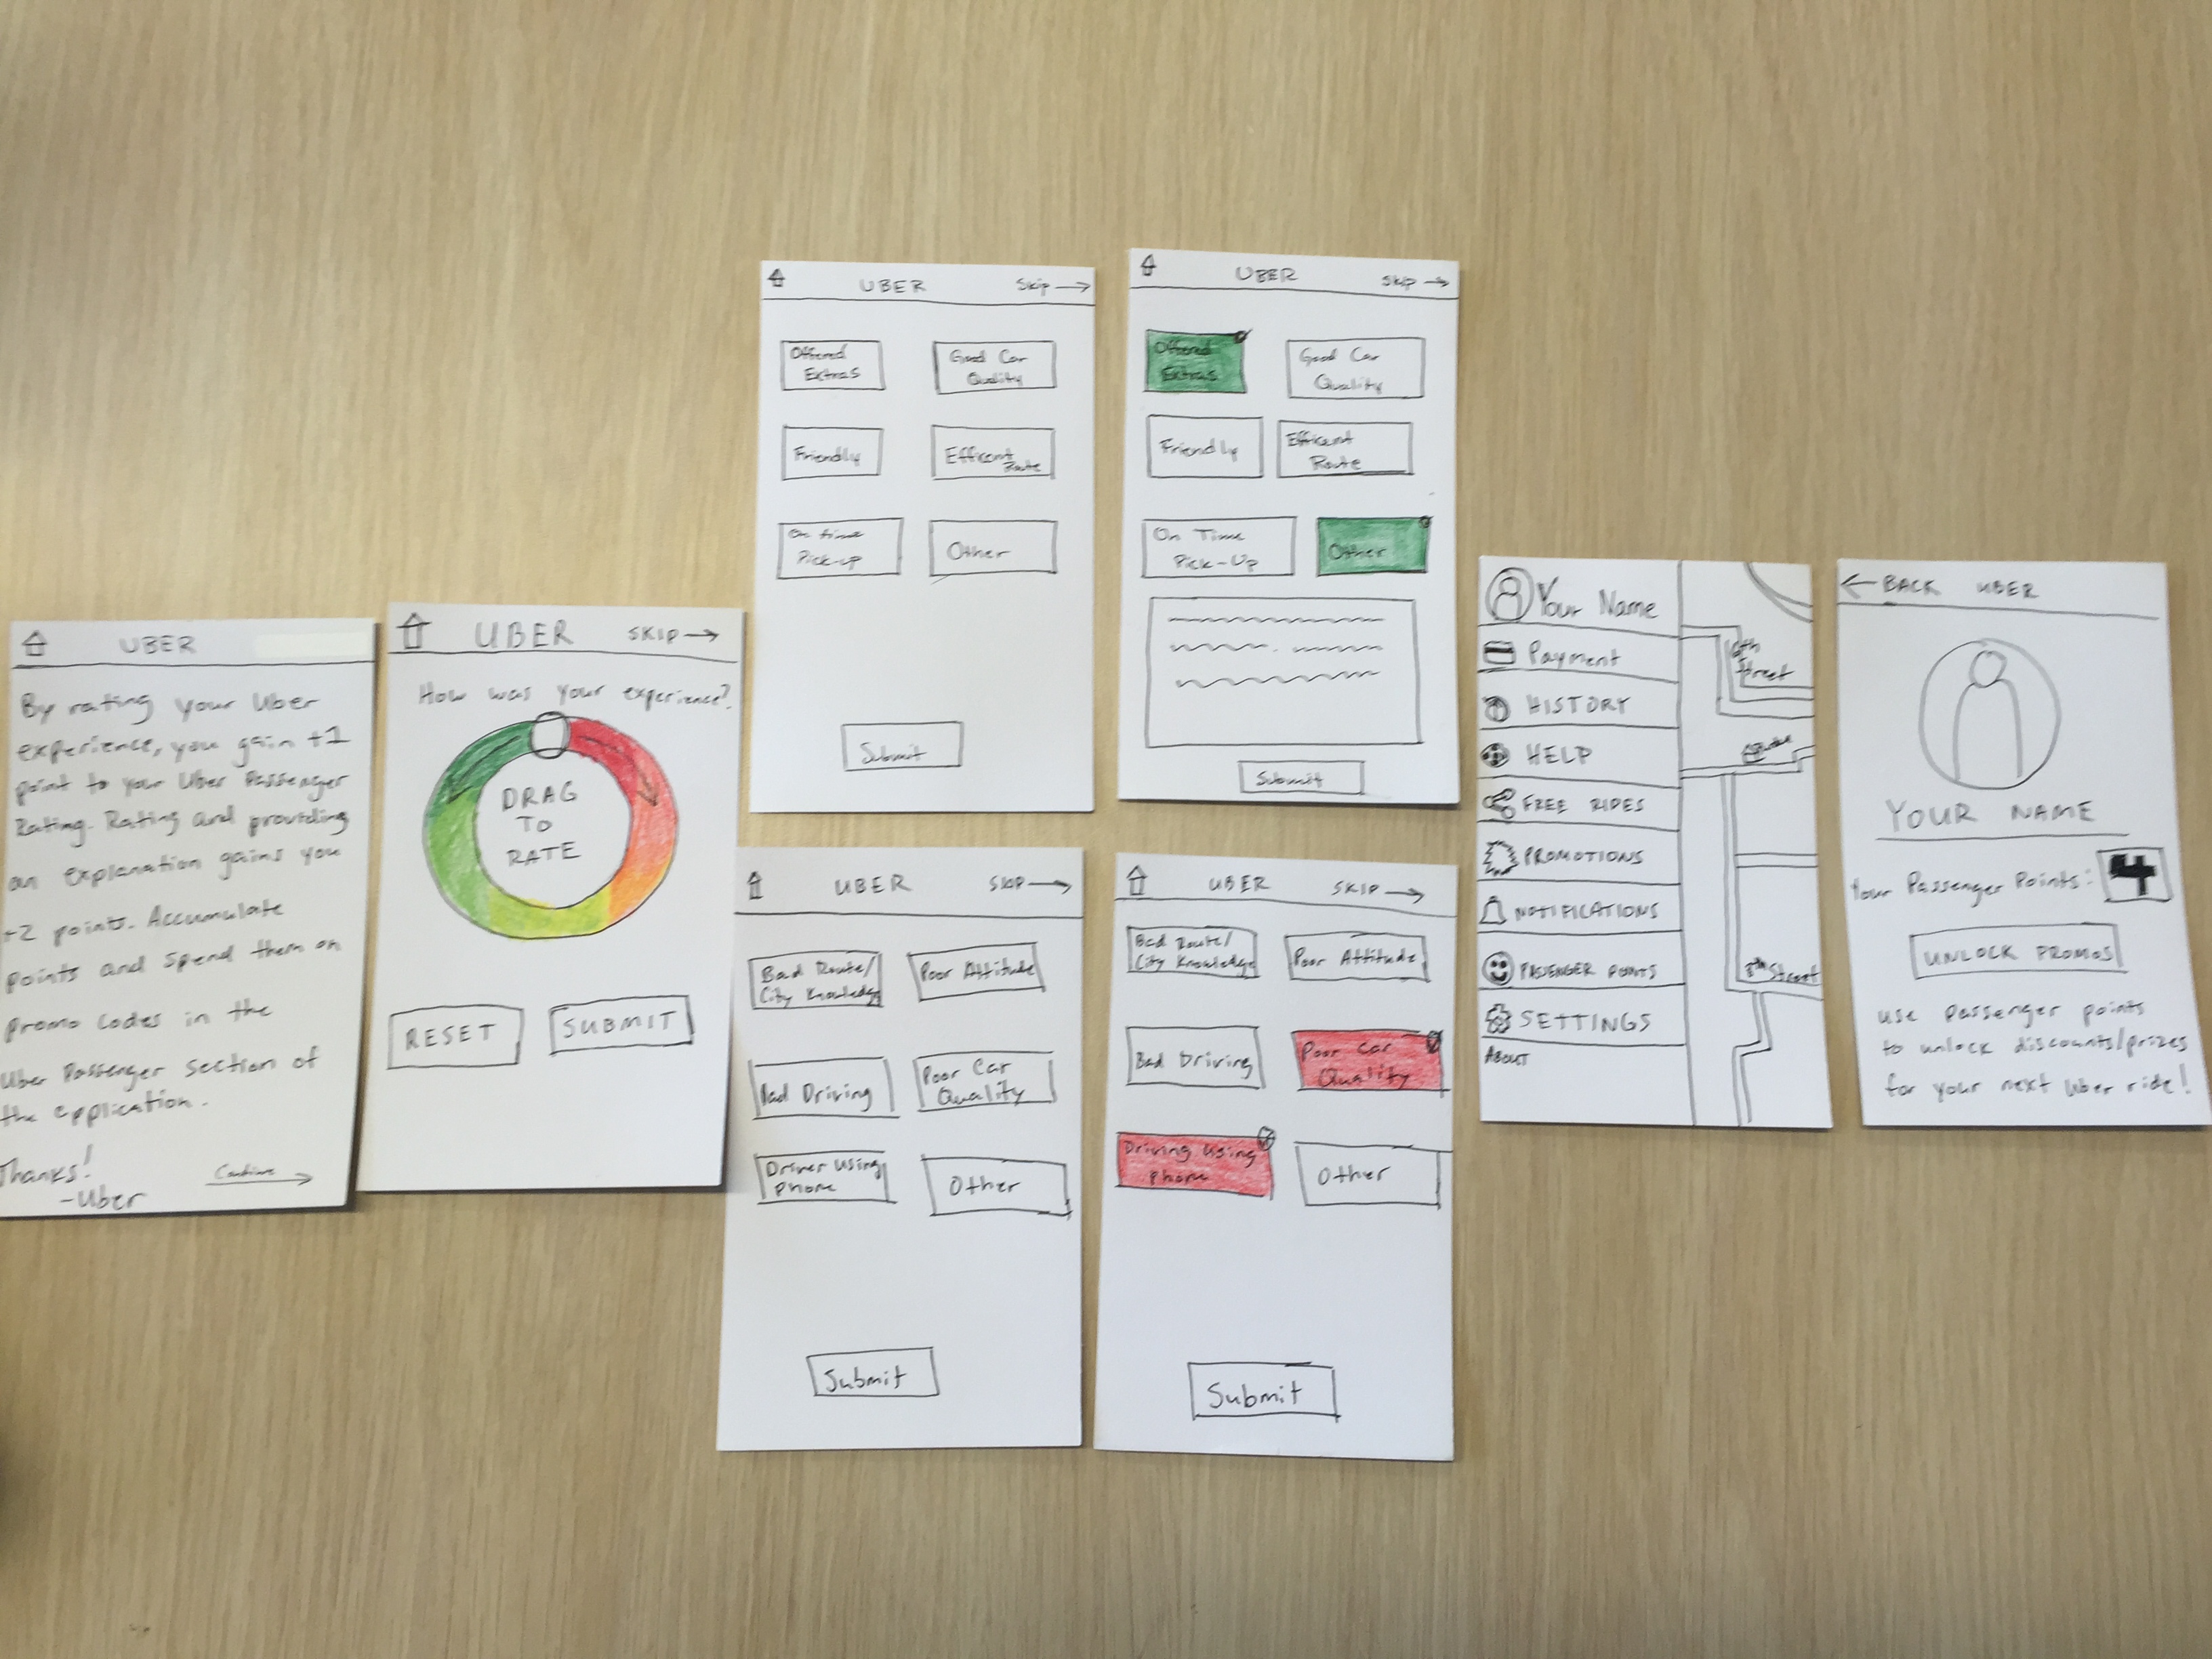 UBER
By rating your Uber
experience, you gain +1
point to your Uber Passenger
Rating. Rating and providing
an explanation gains you
+2 points. Accumulate
points and spend them on
promo codes in the
Uber Passenger section of
the application.
Thanks!
-Uber
Continue
UBER
SKIP
How was your experience?
DRAG
TO
RATE
RESET
SUBMIT
UBER
Skip
Offered
Extras
Good Car
Quality
Friendly
Efficent
Route
On time
Pick-up
Other
Submit
UBER
Skip
Offered
Extras
Good Car
Quality
Friendly
Efficent
Route
On Time
Pick-Up
Other
Submit
UBER
SKIP
Bad Route/
City Knowledge
Poor Attitude
Bad Driving
Poor Car
Quality
Driver Using
Phone
Other
Submit
UBER
SKIP
Bad Route/
City Knowledge
Poor Attitude
Bad Driving
Poor Car
Quality
Driving Using
Phone
Other
Submit
Your Name
Payment
HISTORY
HELP
FREE RIDES
PROMOTIONS
NOTIFICATIONS
PASSENGER POINTS
SETTINGS
ABOUT
16th
Street
8th Street
BACK UBER
YOUR NAME
Your Passenger Points: 4
UNLOCK PROMOS
use passenger points
to unlock discounts/prizes
for your next Uber ride!